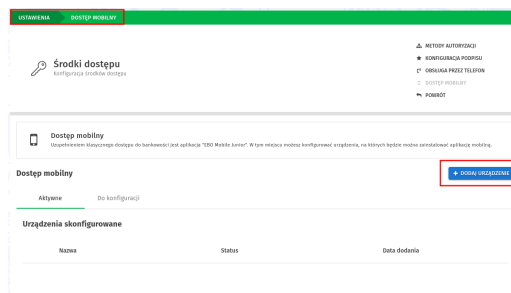 USTAWIENIA DOSTĘP MOBILNY
METODY AUTORYZACJI
KONFIGURACJA PODPISU
OBSŁUGA PRZEZ TELEFON
DOSTĘP MOBILNY
POWRÓT
Środki dostępu
Konfiguracja środków dostępu
Dostęp mobilny
Uzupełnieniem klasycznego dostępu do bankowości jest aplikacja "EBO Mobile Junior". W tym miejscu możesz konfigurować urządzenia, na których będzie można zainstalować aplikację mobilną.
Dostęp mobilny
+ DODAJ URZĄDZENIE
Aktywne Do konfiguracji
Urządzenia skonfigurowane
Nazwa Status Data dodania